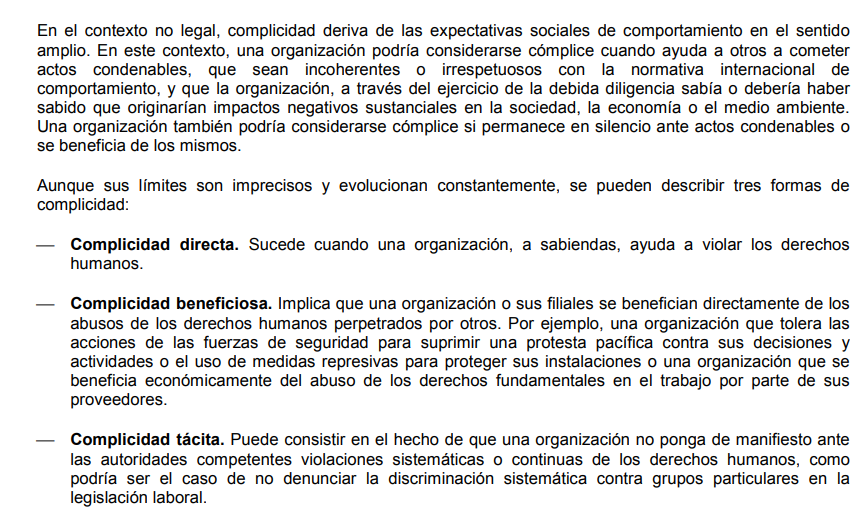 En el contexto no legal, complicidad deriva de las expectativas sociales de comportamiento en el sentido
amplio. En este contexto, una organización podría considerarse cómplice cuando ayuda a otros a cometer
actos condenables, que sean incoherentes o irrespetuosos con la normativa internacional de
comportamiento, y que la organización, a través del ejercicio de la debida diligencia sabía o debería haber
sabido que originarían impactos negativos sustanciales en la sociedad, la economía o el medio ambiente.
Una organización también podría considerarse cómplice si permanece en silencio ante actos condenables o
se beneficia de los mismos.
Aunque sus límites son imprecisos y evolucionan constantemente, se pueden describir tres formas de
complicidad:
— Complicidad directa. Sucede cuando una organización, a sabiendas, ayuda a violar los derechos
humanos.
— Complicidad beneficiosa. Implica que una organización o sus filiales se benefician directamente de los
abusos de los derechos humanos perpetrados por otros. Por ejemplo, una organización que tolera las
acciones de las fuerzas de seguridad para suprimir una protesta pacífica contra sus decisiones y
actividades o el uso de medidas represivas para proteger sus instalaciones o una organización que se
beneficia económicamente del abuso de los derechos fundamentales en el trabajo por parte de sus
proveedores.
— Complicidad tácita. Puede consistir en el hecho de que una organización no ponga de manifiesto ante
las autoridades competentes violaciones sistemáticas o continuas de los derechos humanos, como
podría ser el caso de no denunciar la discriminación sistemática contra grupos particulares en la
legislación laboral.